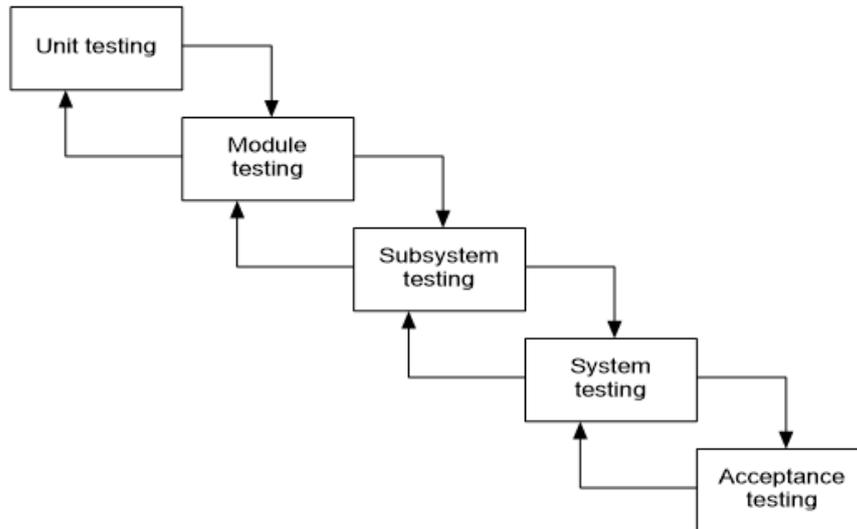 Unit testing
Module
testing
Subsystem
testing
System
testing
Acceptance
testing